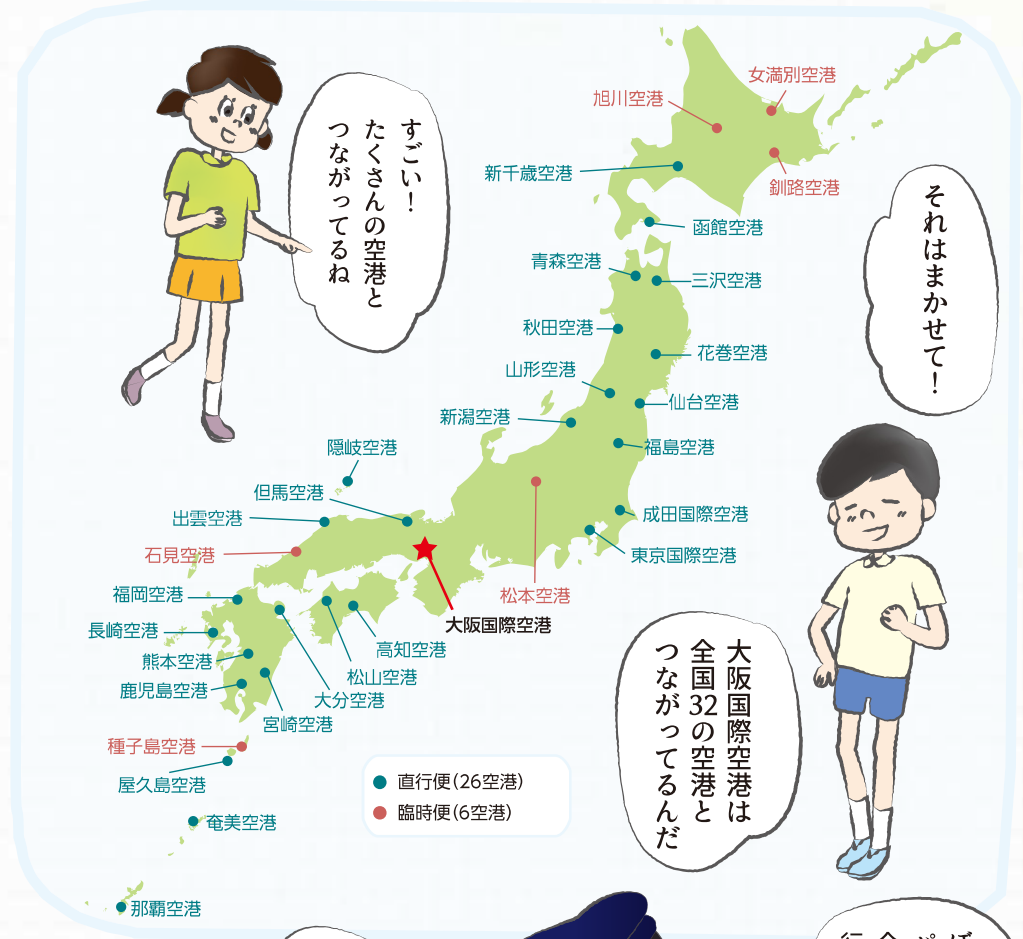 すごい！
たくさんの空港と
つながってるね
それはまかせて！
女満別空港
旭川空港
新千歳空港
釧路空港
函館空港
青森空港
三沢空港
秋田空港
花巻空港
山形空港
仙台空港
新潟空港
福島空港
隠岐空港
但馬空港
成田国際空港
出雲空港
東京国際空港
石見空港
松本空港
福岡空港
大阪国際空港
長崎空港
高知空港
熊本空港
松山空港
鹿児島空港
大分空港
宮崎空港
種子島空港
屋久島空港
奄美空港
那覇空港
直行便（26空港）
臨時便（6空港）
大阪国際空港は
全国32の空港と
つながってるんだ